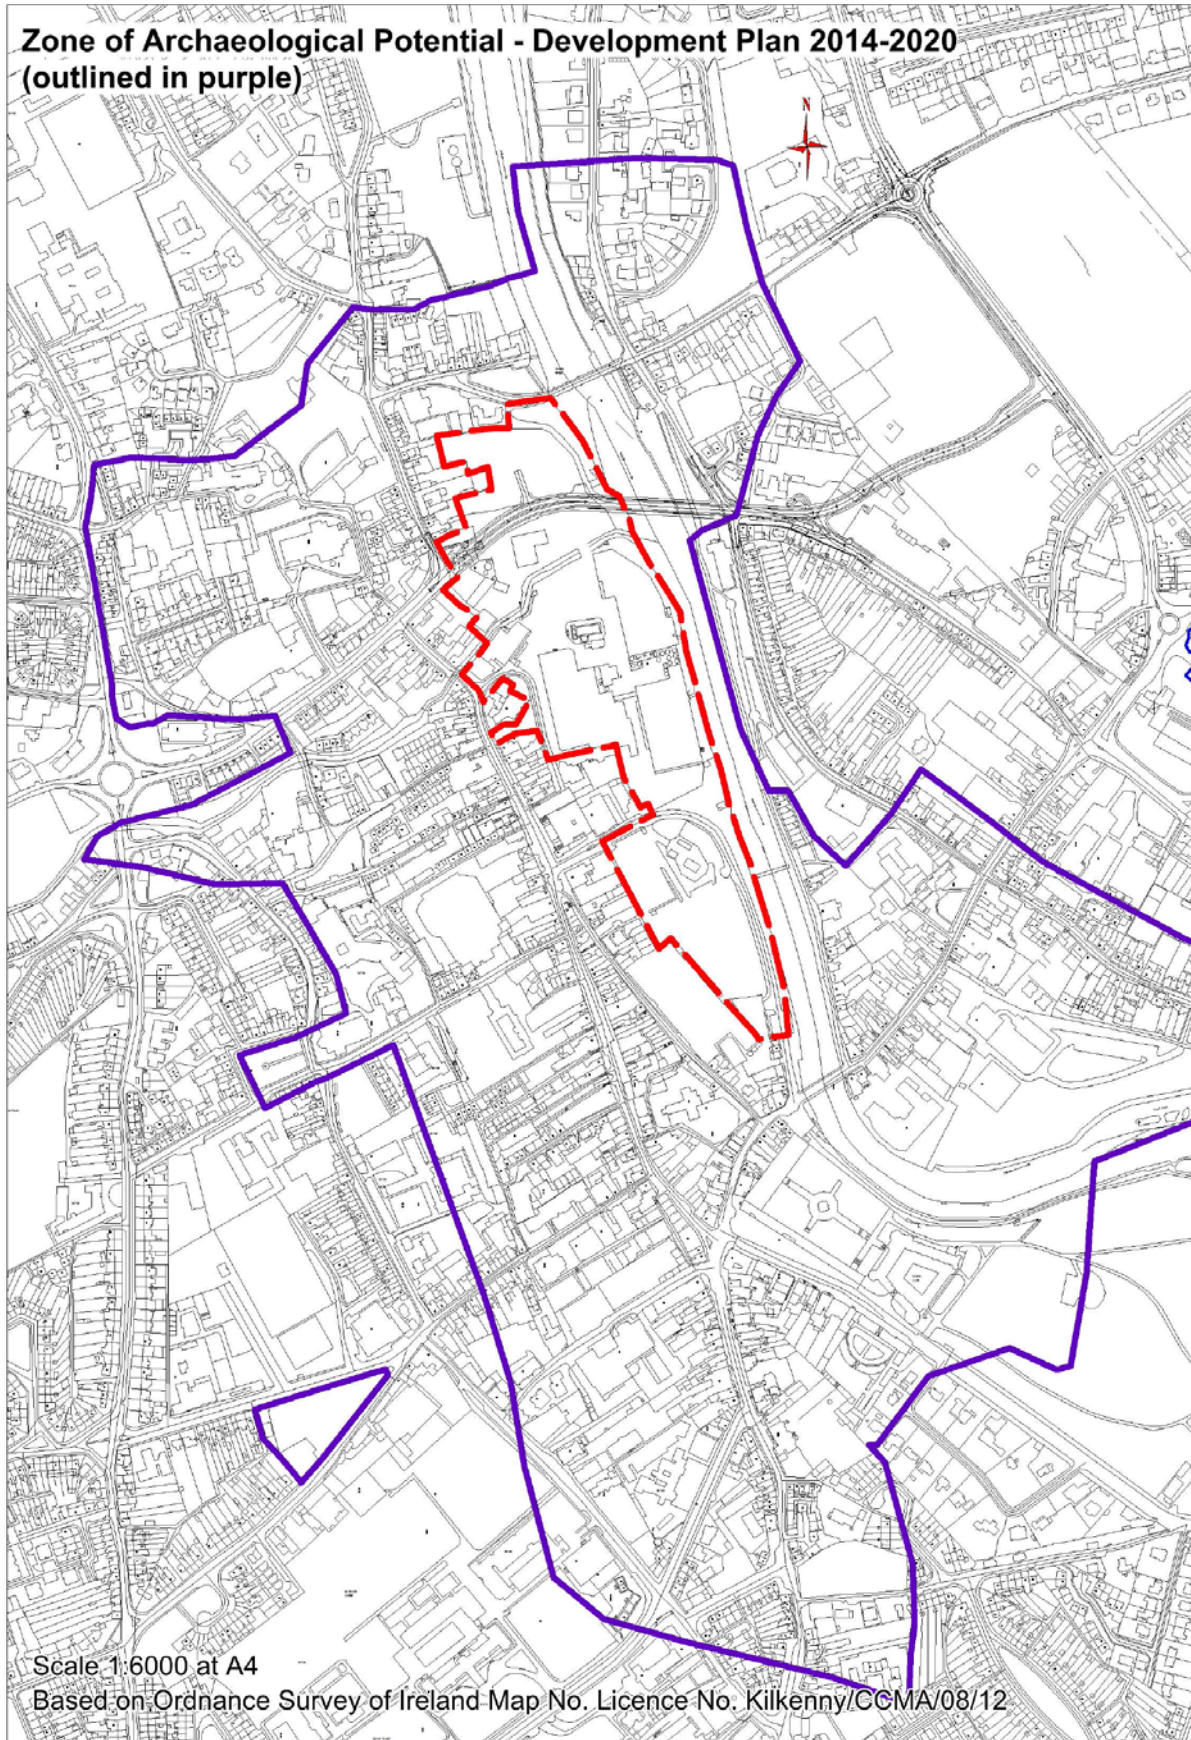 Zone of Archaeological Potential - Development Plan 2014-2020
(outlined in purple)
N
Scale 1:6000 at A4
Based on Ordnance Survey of Ireland Map No. Licence No. Kilkenny/CCMA/08/12